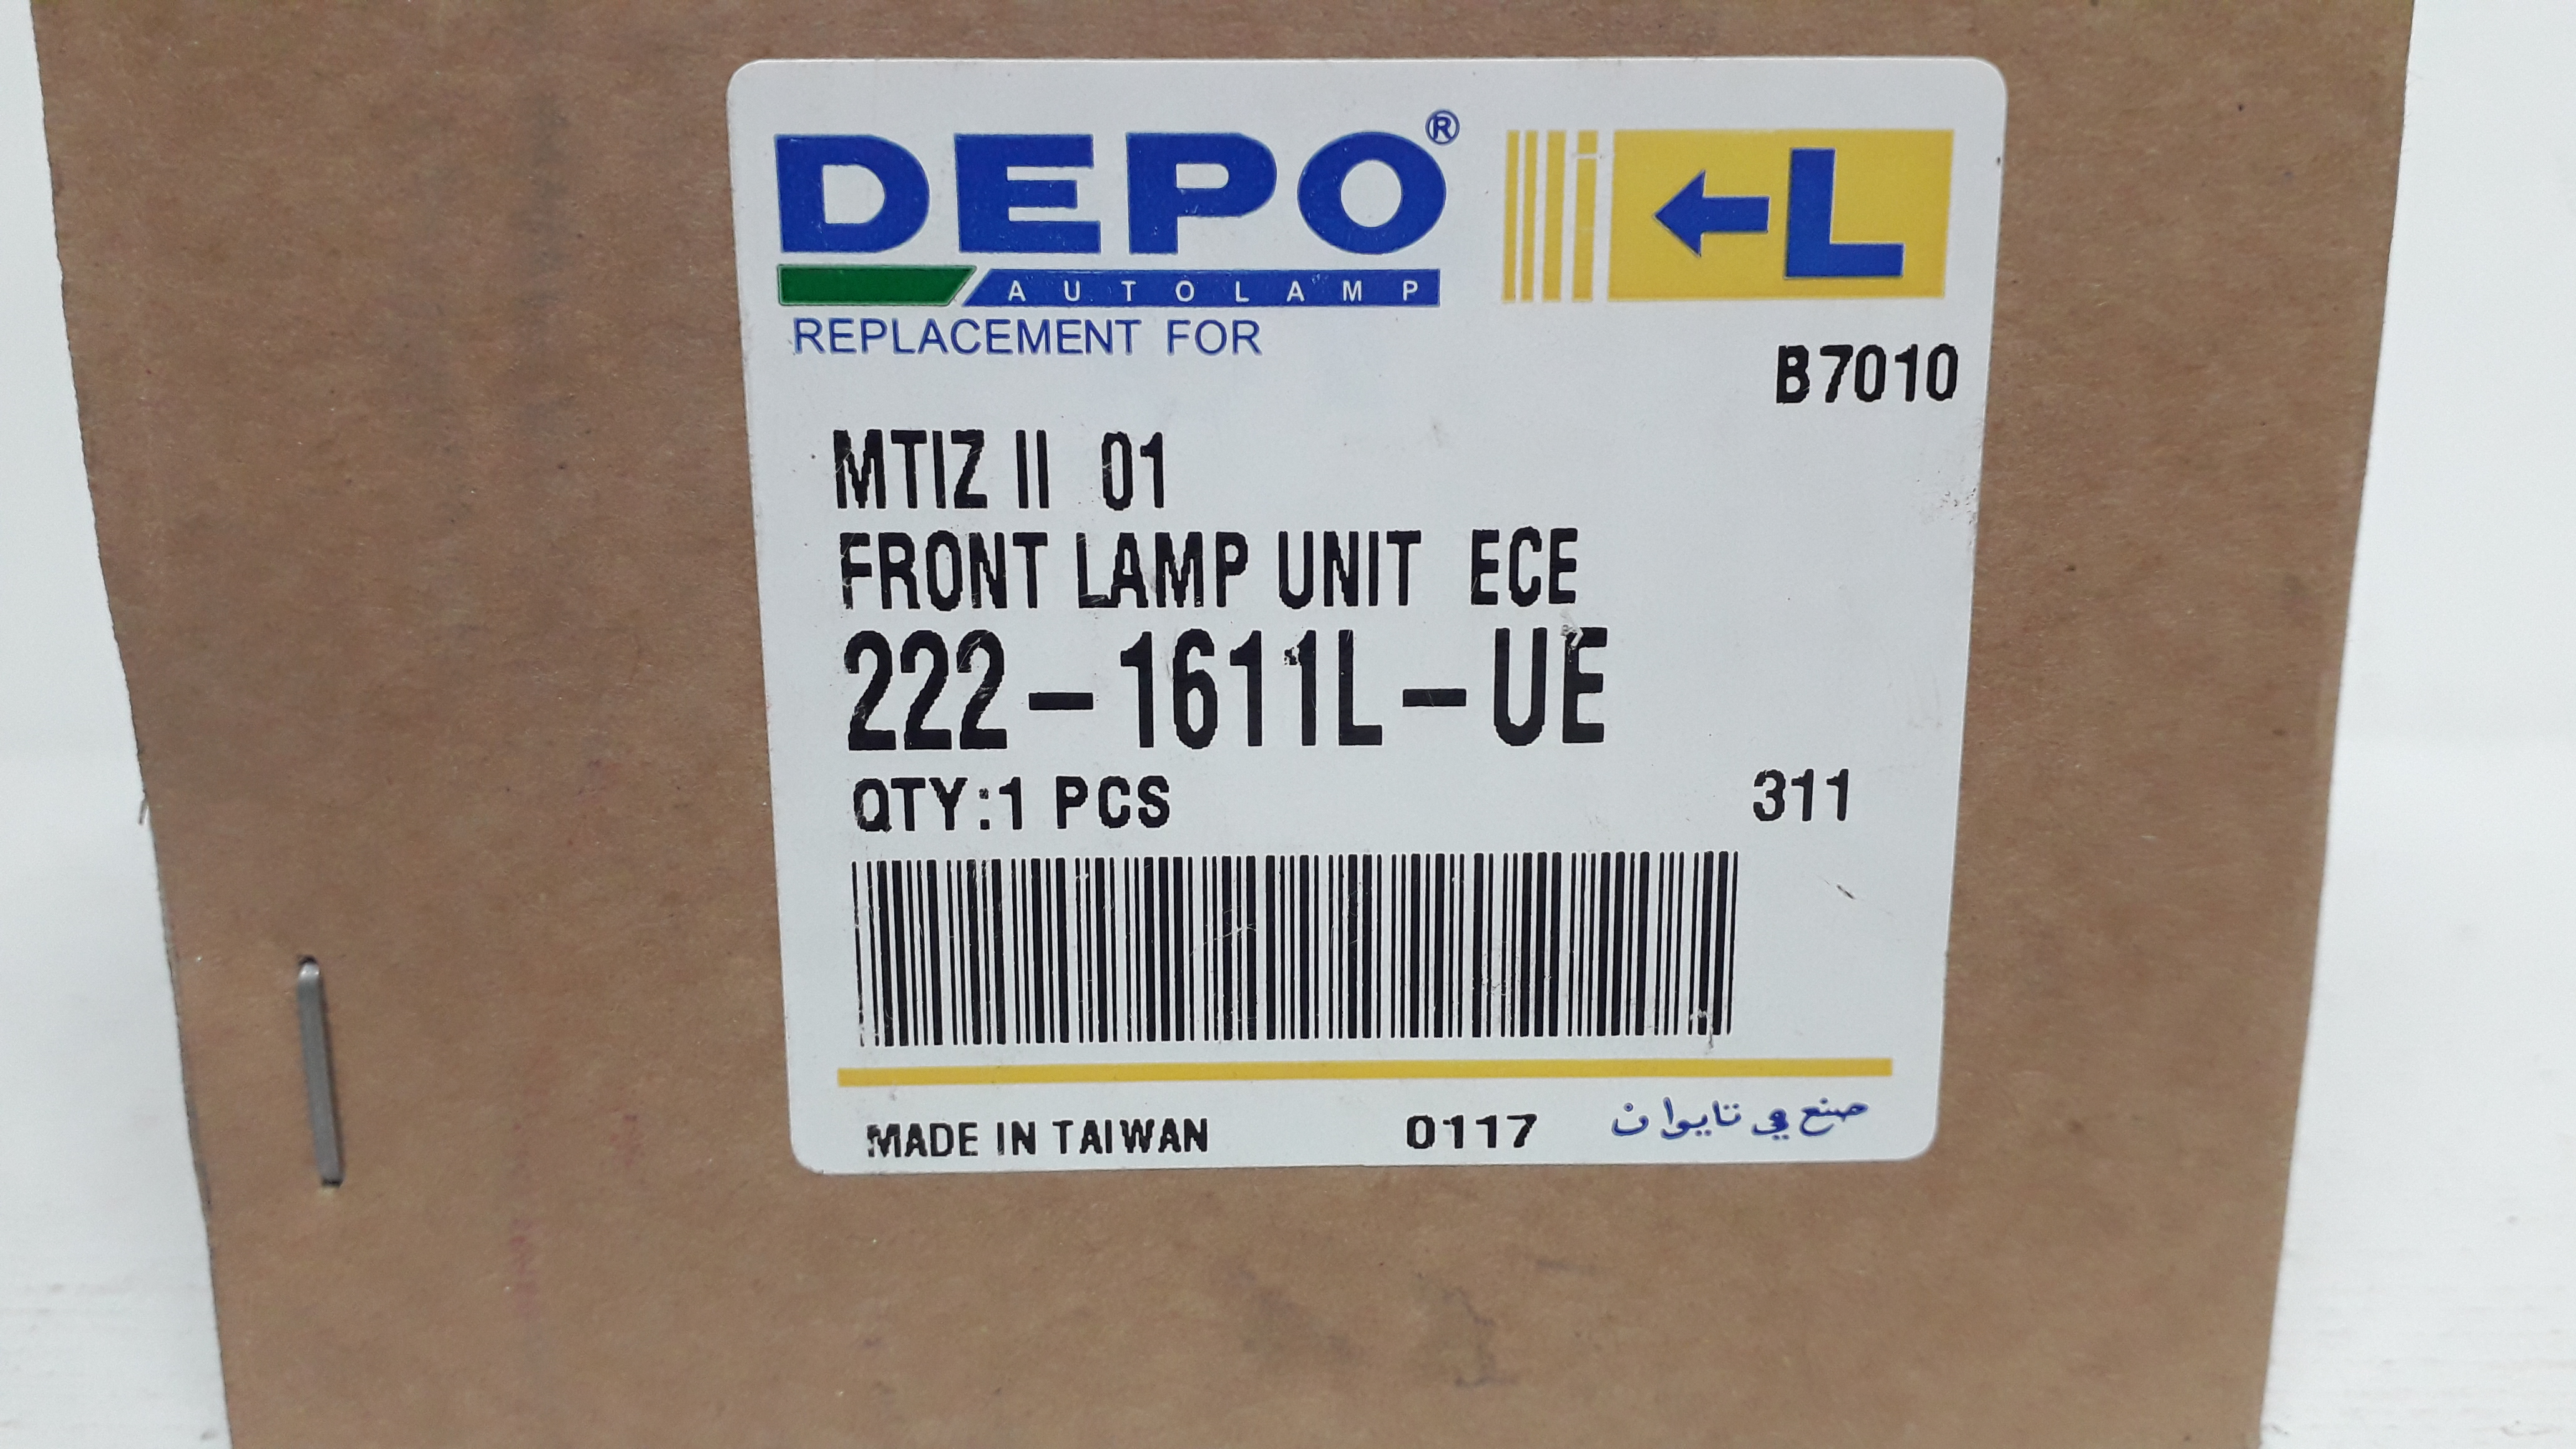 DEPO® ←L
AUTOLAMP
REPLACEMENT FOR
B7010
MTIZ II 01
FRONT LAMP UNIT ECE
222-1611L-UE
QTY:1 PCS 311
MADE IN TAIWAN 0117 صنع في تايوان